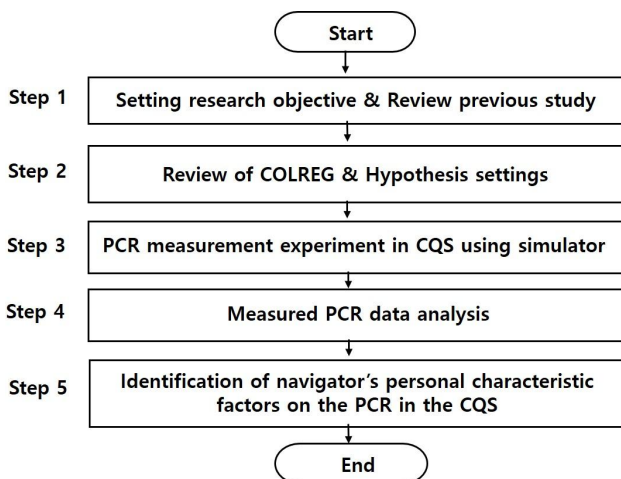 Start
Step 1
Setting research objective & Review previous study
Step 2
Review of COLREG & Hypothesis settings
Step 3
PCR measurement experiment in CQS using simulator
Step 4
Measured PCR data analysis
Step 5
Identification of navigator's personal characteristic
factors on the PCR in the CQS
End